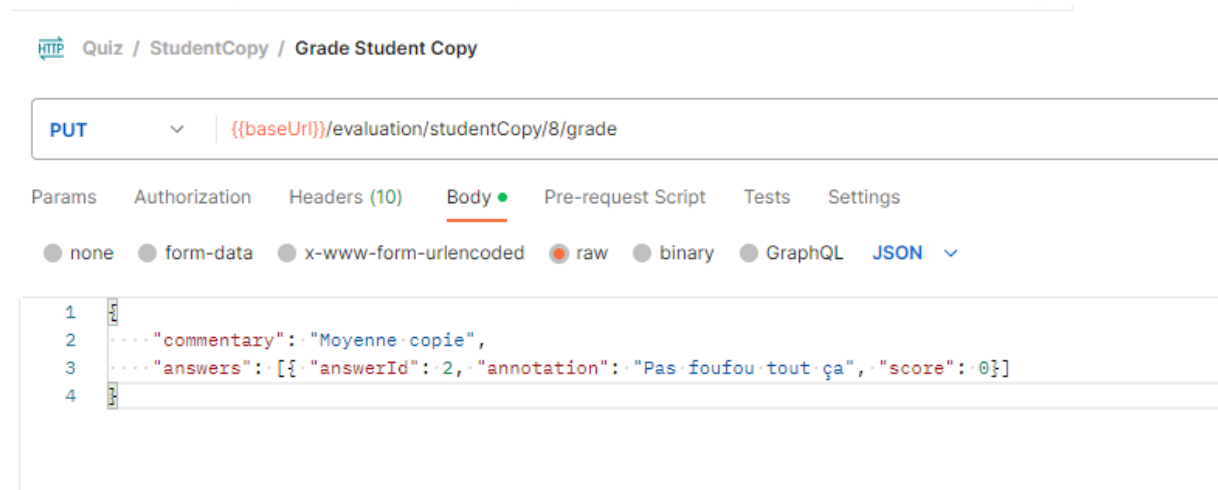 HTTP Quiz / StudentCopy / Grade Student Copy
PUT {{baseUrl}}/evaluation/studentCopy/8/grade
Params Authorization Headers (10) Body Pre-request Script Tests Settings
none form-data x-www-form-urlencoded raw binary GraphQL JSON
1 {
2 "commentary": "Moyenne copie",
3 "answers": [{ "answerId": 2, "annotation": "Pas foufou tout ça", "score": 0}]
4 }